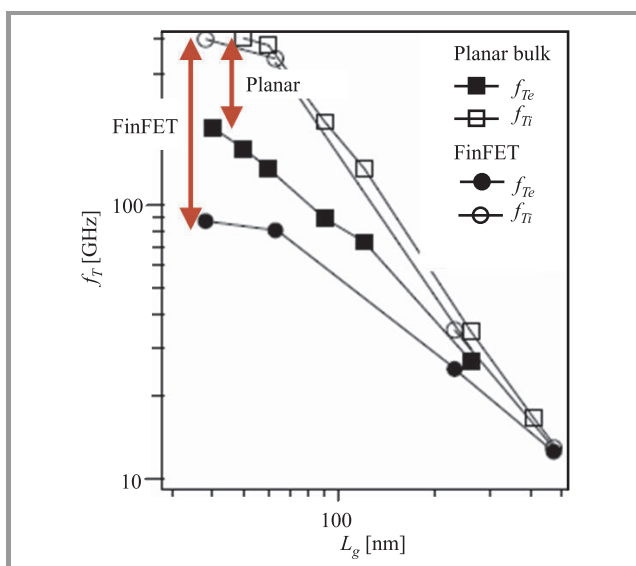 Planar bulk
f_Te
f_Ti
FinFET
f_Te
f_Ti
Planar
FinFET
100
f_T [GHz]
10
100
L_g [nm]